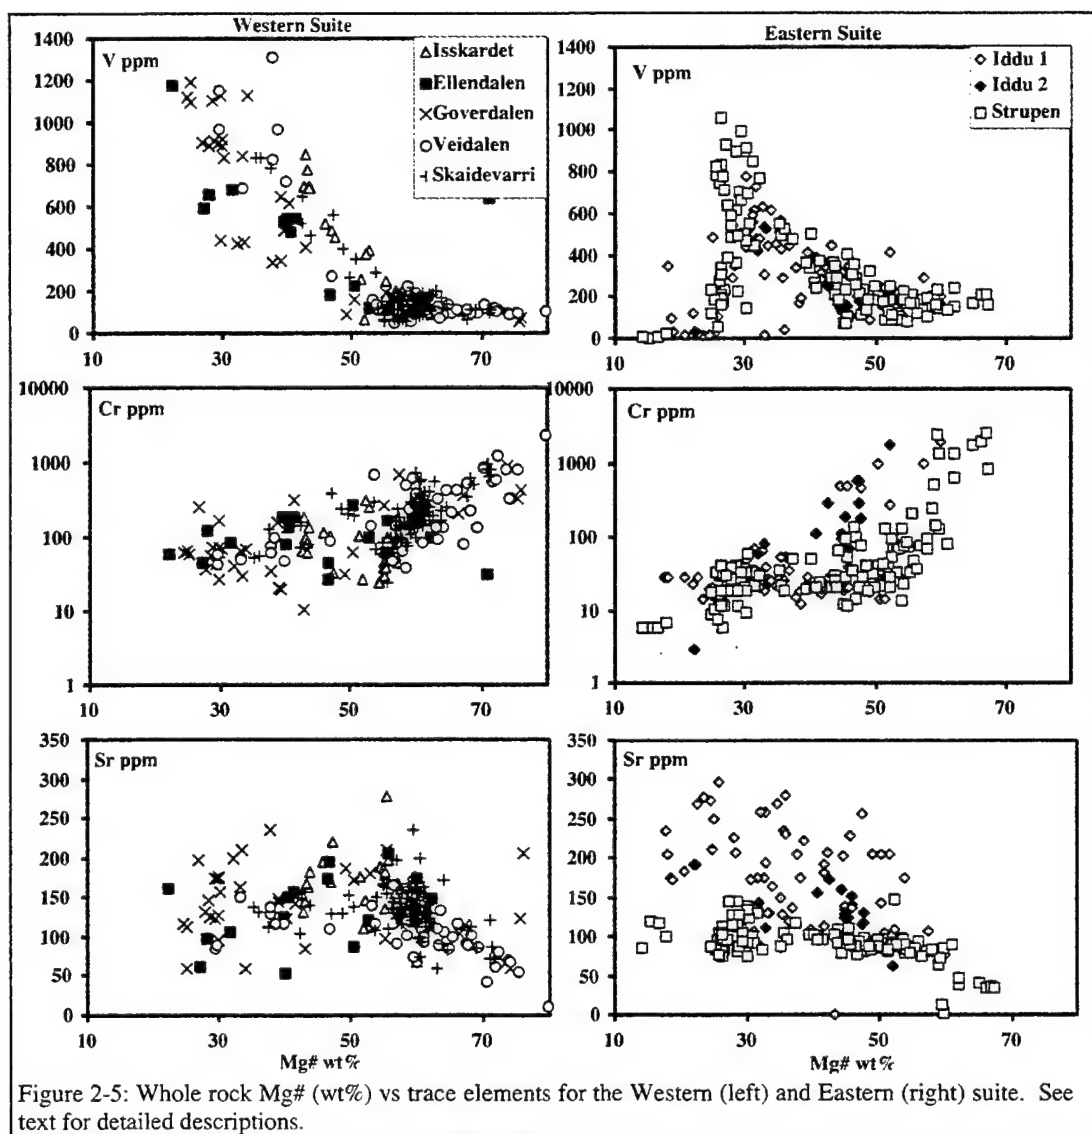 Western Suite
Eastern Suite
1400
1200
1000
800
600
400
200
0
V ppm
Isskardet
Ellendalen
Goverdalen
Veidalen
Skaidevarri
10 30 50 70
1400
1200
1000
800
600
400
200
0
V ppm
Iddu 1
Iddu 2
Strupen
10 30 50 70
10000
1000
100
10
1
Cr ppm
10 30 50 70
10000
1000
100
10
1
Cr ppm
10 30 50 70
350
300
250
200
150
100
50
0
Sr ppm
10 30 50 70
Mg# wt%
350
300
250
200
150
100
50
0
Sr ppm
10 30 50 70
Mg# wt%
Figure 2-5: Whole rock Mg# (wt%) vs trace elements for the Western (left) and Eastern (right) suite. See
text for detailed descriptions.